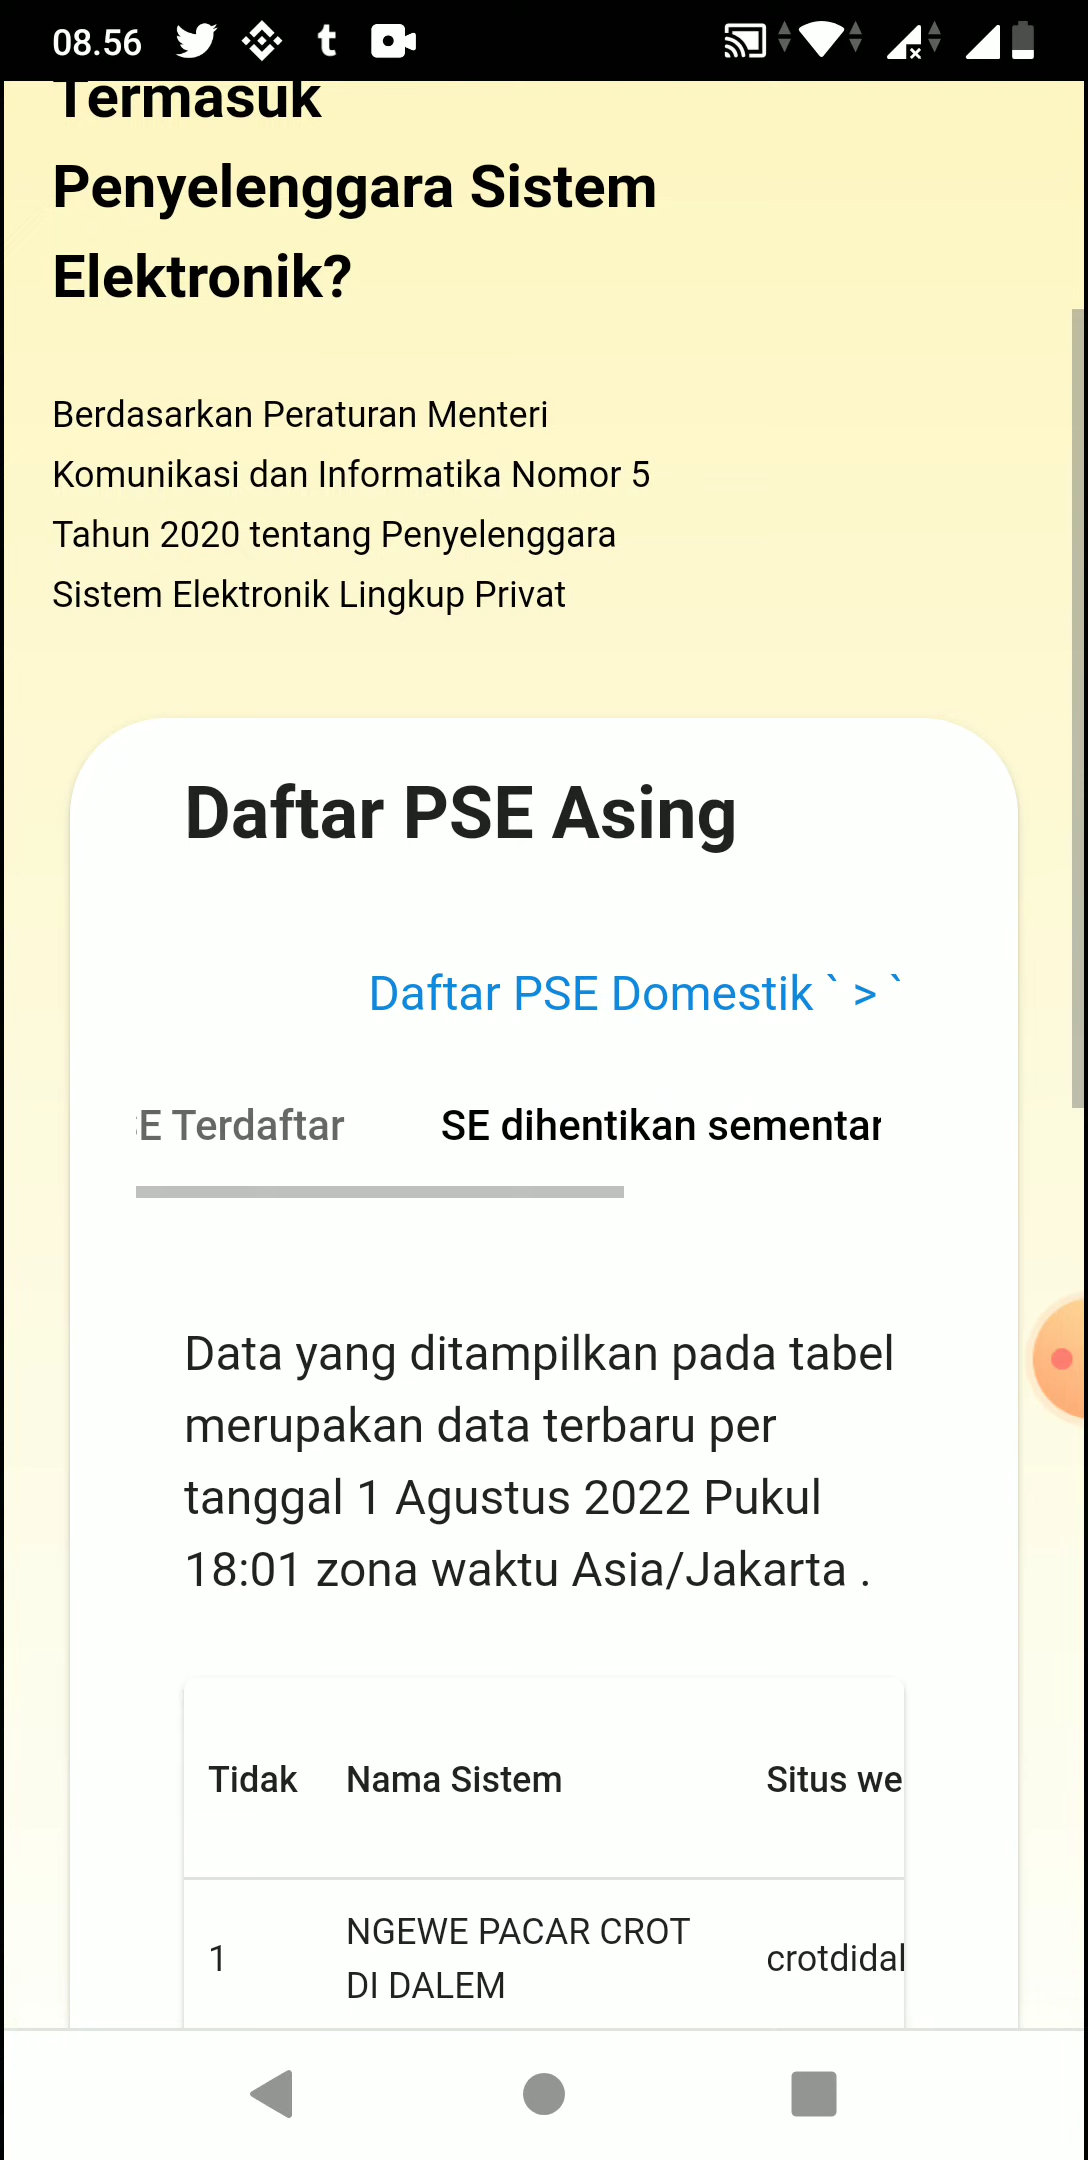 08.56
Termasuk
Penyelenggara Sistem
Elektronik?
Berdasarkan Peraturan Menteri
Komunikasi dan Informatika Nomor 5
Tahun 2020 tentang Penyelenggara
Sistem Elektronik Lingkup Privat
Daftar PSE Asing
Daftar PSE Domestik ` > `
E Terdaftar SE dihentikan sementar
Data yang ditampilkan pada tabel
merupakan data terbaru per
tanggal 1 Agustus 2022 Pukul
18:01 zona waktu Asia/Jakarta .
Tidak Nama Sistem Situs we
1 NGEWE PACAR CROT
DI DALEM
crotdidal